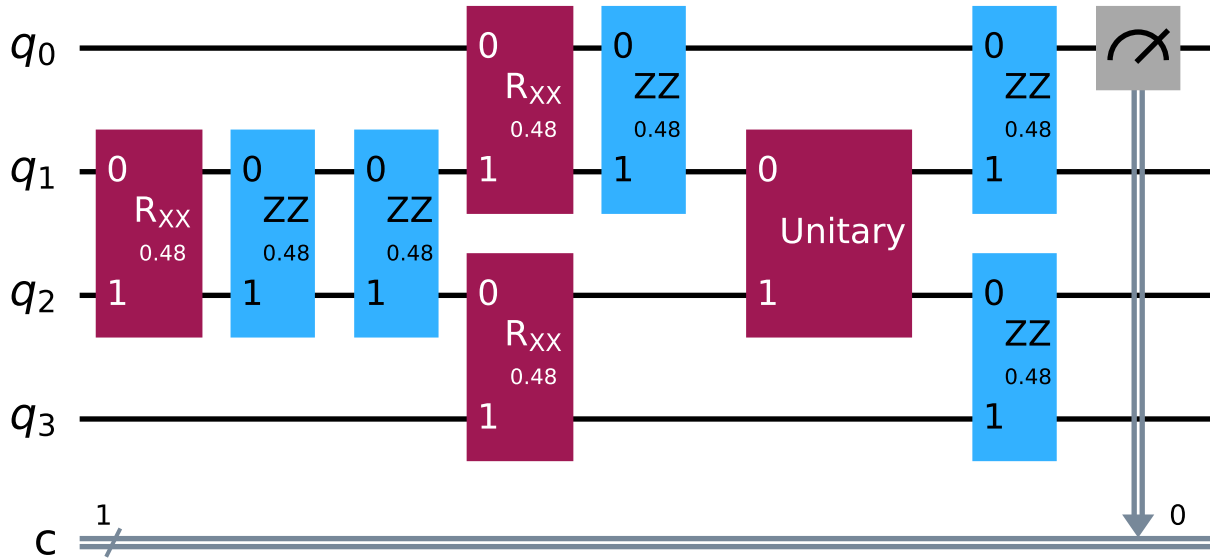 q0 0 0 0
RXX ZZ ZZ
0.48 0.48 0.48
q1 0 0 0 1 1 0 1
RXX ZZ ZZ Unitary
0.48 0.48 0.48
q2 1 1 1 0 1 0
RXX ZZ
0.48 0.48
q3 1 1
1 0
c